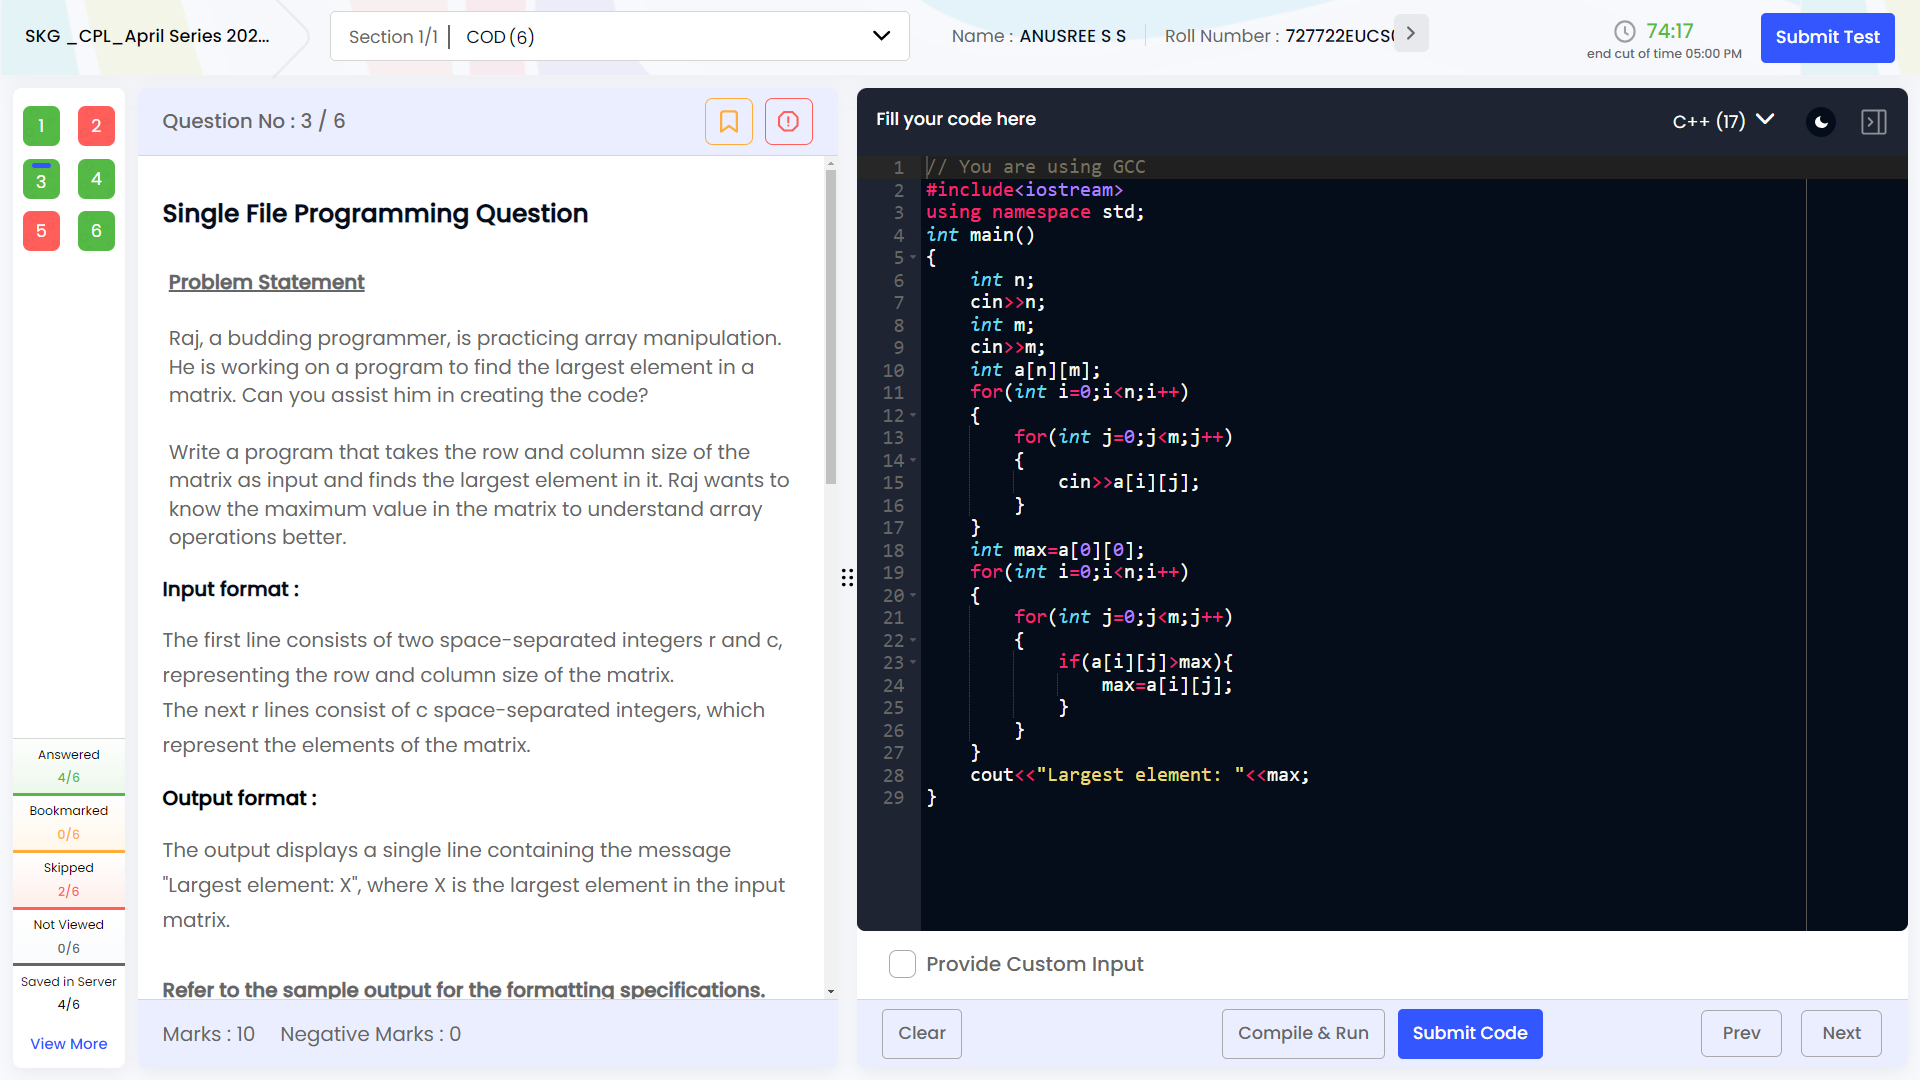 SKG _CPL_April Series 202...
Section 1/1 | COD (6)
Name : ANUSREE S S
Roll Number : 727722EUCS
74:17
end cut of time 05:00 PM
Submit Test
1 2
3 4
5 6
Answered
4/6
Bookmarked
0/6
Skipped
2/6
Not Viewed
0/6
Saved in Server
4/6
View More
Question No : 3 / 6
Single File Programming Question
Problem Statement
Raj, a budding programmer, is practicing array manipulation.
He is working on a program to find the largest element in a
matrix. Can you assist him in creating the code?
Write a program that takes the row and column size of the
matrix as input and finds the largest element in it. Raj wants to
know the maximum value in the matrix to understand array
operations better.
Input format :
The first line consists of two space-separated integers r and c,
representing the row and column size of the matrix.
The next r lines consist of c space-separated integers, which
represent the elements of the matrix.
Output format :
The output displays a single line containing the message
"Largest element: X", where X is the largest element in the input
matrix.
Refer to the sample output for the formatting specifications.
Marks : 10 Negative Marks : 0
Fill your code here
C++ (17)
1 // You are using GCC
2 #include<iostream>
3 using namespace std;
4 int main()
5 {
6 int n;
7 cin>>n;
8 int m;
9 cin>>m;
10 int a[n][m];
11 for(int i=0;i<n;i++)
12 {
13 for(int j=0;j<m;j++)
14 {
15 cin>>a[i][j];
16 }
17 }
18 int max=a[0][0];
19 for(int i=0;i<n;i++)
20 {
21 for(int j=0;j<m;j++)
22 {
23 if(a[i][j]>max){
24 max=a[i][j];
25 }
26 }
27 }
28 cout<<"Largest element: "<<max;
29 }
Provide Custom Input
Clear
Compile & Run
Submit Code
Prev
Next